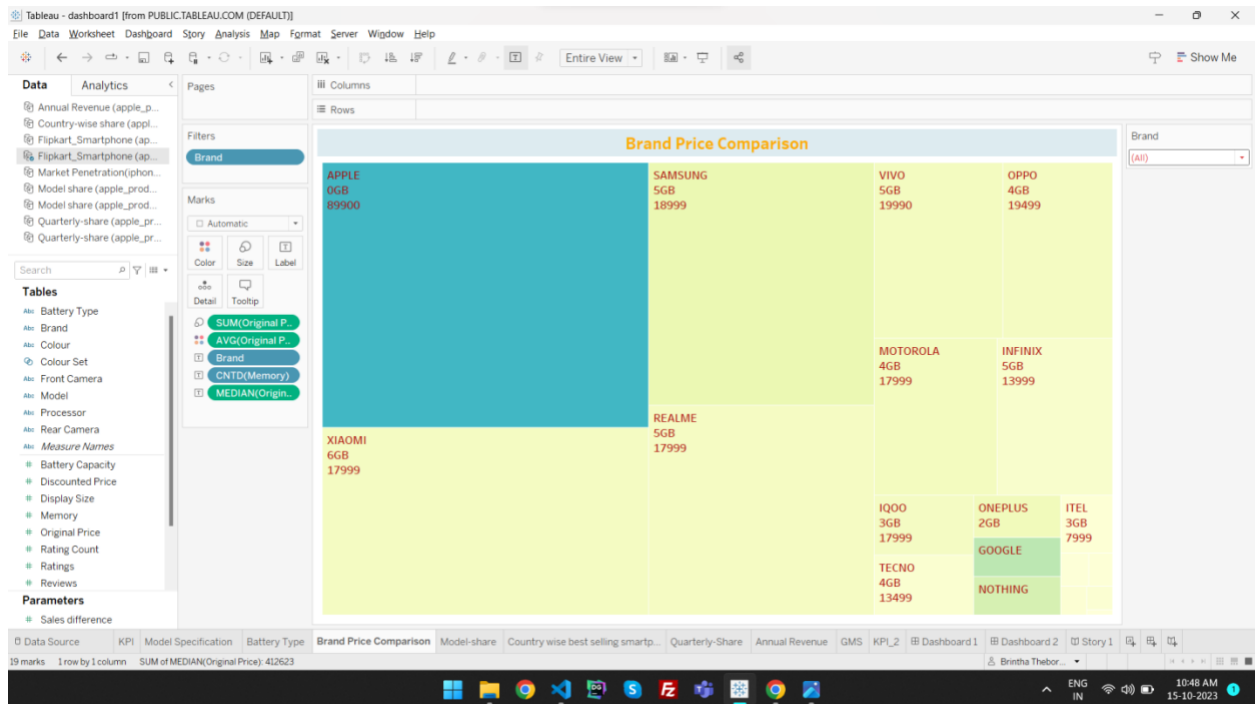 Tableau - dashboard1 [from PUBLIC.TABLEAU.COM (DEFAULT)]
File Data Worksheet Dashboard Story Analysis Map Format Server Window Help
Entire View
Show Me
Data Analytics
Annual Revenue (apple_p...
Country-wise share (appl...
Flipkart_Smartphone (ap...
Flipkart_Smartphone (ap...
Market Penetration(iphon...
Model share (apple_prod...
Model share (apple_prod...
Quarterly-share (apple_pr...
Quarterly-share (apple_pr...
Search
Tables
Abc Battery Type
Abc Brand
Abc Colour
Colour Set
Abc Front Camera
Abc Model
Abc Processor
Abc Rear Camera
Abc Measure Names
# Battery Capacity
# Discounted Price
# Display Size
# Memory
# Original Price
# Rating Count
# Ratings
# Reviews
Parameters
# Sales difference
Pages
Filters
Brand
Marks
Automatic
Color Size Label
Detail Tooltip
SUM(Original P..
AVG(Original P..
Brand
CNTD(Memory)
MEDIAN(Origin..
Columns
Rows
Brand Price Comparison
APPLE
0GB
89900
XIAOMI
6GB
17999
SAMSUNG
5GB
18999
REALME
5GB
17999
VIVO
5GB
19990
OPPO
4GB
19499
MOTOROLA
4GB
17999
INFINIX
5GB
13999
IQOO
3GB
17999
TECNO
4GB
13499
ONEPLUS
2GB
GOOGLE
NOTHING
ITEL
3GB
7999
Brand
(All)
Data Source KPI Model Specification Battery Type Brand Price Comparison Model-share Country wise best selling smartp... Quarterly-Share Annual Revenue GMS KPI_2 Dashboard 1 Dashboard 2 Story 1
19 marks 1 row by 1 column SUM of MEDIAN(Original Price): 412623
Brintha Thebor...
ENG
IN
10:48 AM
15-10-2023
1